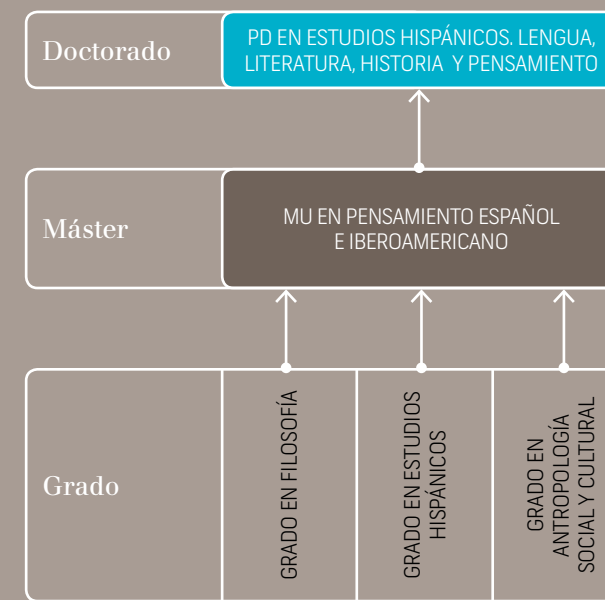 Doctorado
PD EN ESTUDIOS HISPÁNICOS. LENGUA,
LITERATURA, HISTORIA Y PENSAMIENTO
Máster
MU EN PENSAMIENTO ESPAÑOL
E IBEROAMERICANO
Grado
GRADO EN FILOSOFÍA
GRADO EN ESTUDIOS
HISPÁNICOS
GRADO EN
ANTROPOLOGÍA
SOCIAL Y CULTURAL